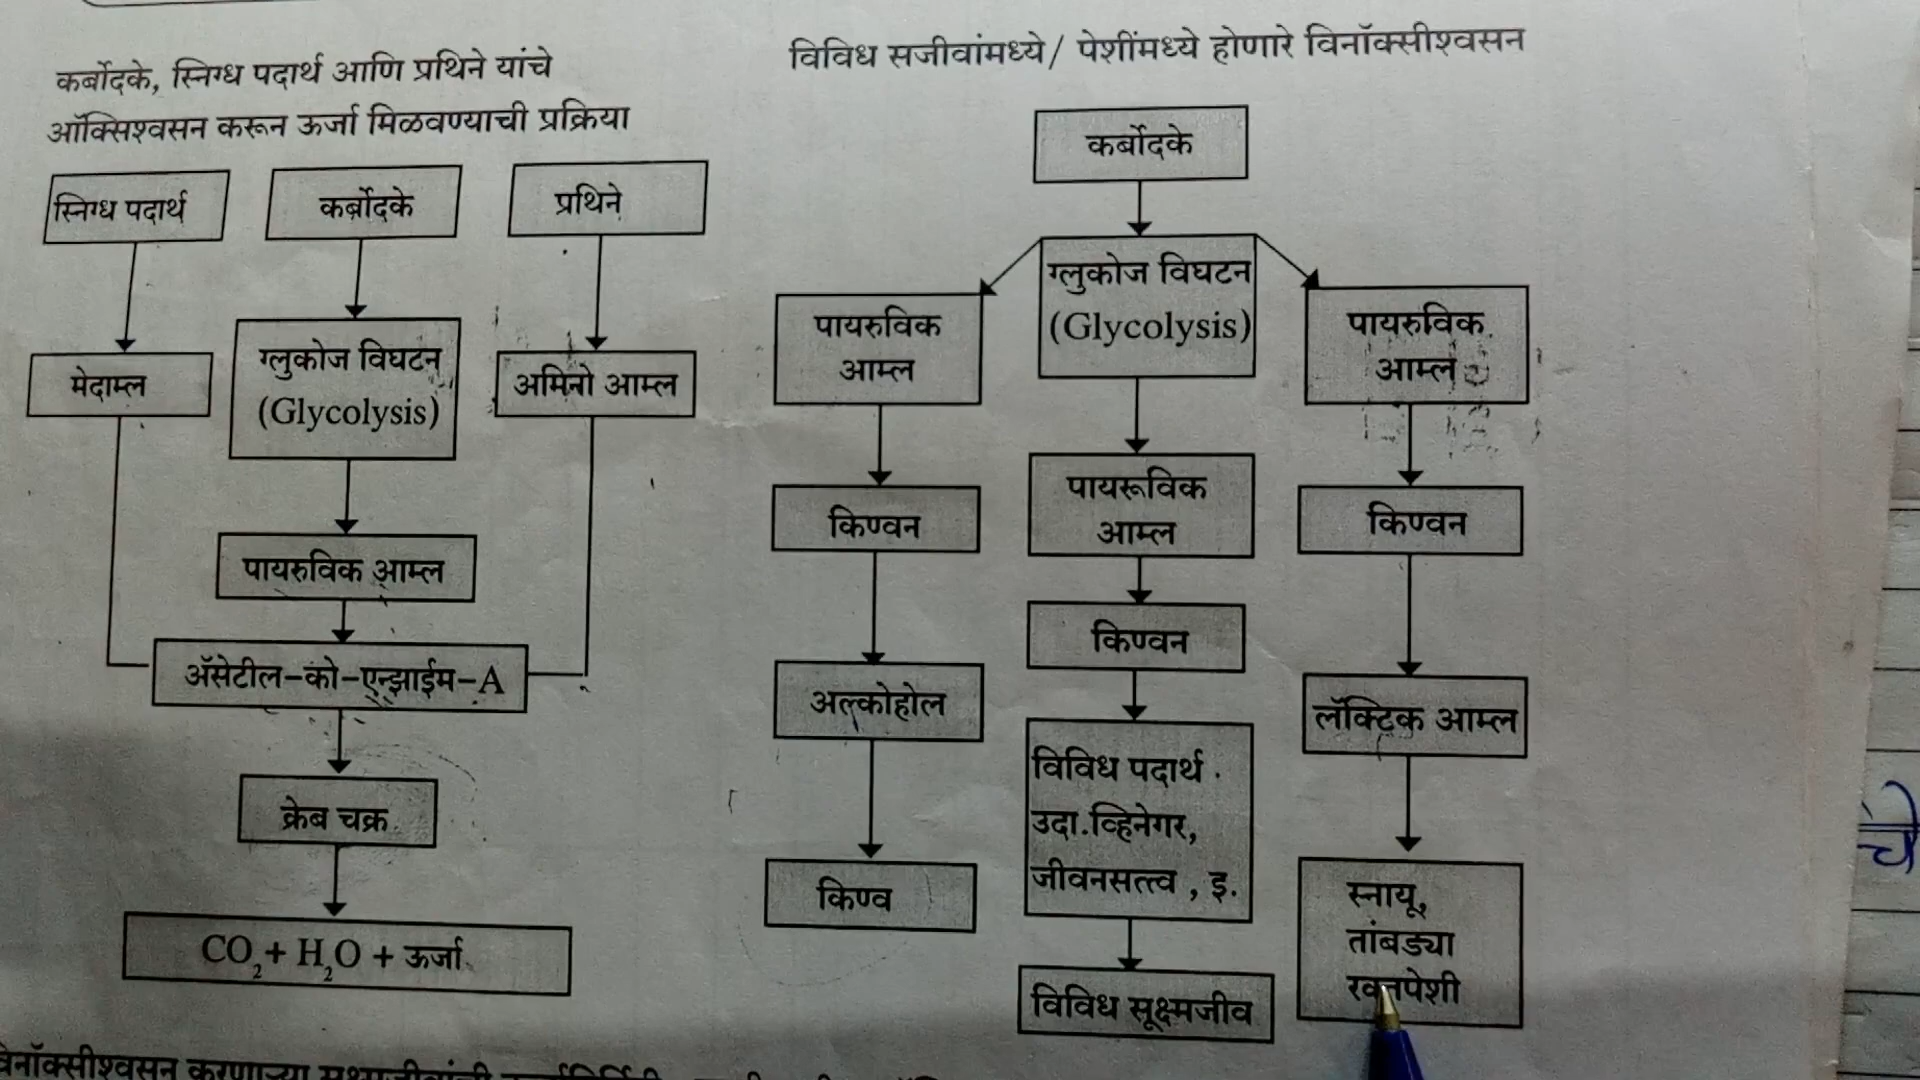 कर्बोदके, स्निग्ध पदार्थ आणि प्रथिने यांचे
ऑक्सिश्वसन करून ऊर्जा मिळवण्याची प्रक्रिया
स्निग्ध पदार्थ
कर्बोदके
प्रथिने
मेदाम्ल
ग्लुकोज विघटन
(Glycolysis)
अमिनो आम्ल
पायरुविक आम्ल
ॲसेटील-को-एन्झाईम-A
क्रेब चक्र
CO₂ + H₂O + ऊर्जा
विविध सजीवांमध्ये/ पेशींमध्ये होणारे विनॉक्सीश्वसन
कर्बोदके
ग्लुकोज विघटन
(Glycolysis)
पायरुविक
आम्ल
किण्वन
अल्कोहोल
किण्व
पायरूविक
आम्ल
किण्वन
विविध पदार्थ
उदा.व्हिनेगर,
जीवनसत्त्व , इ.
विविध सूक्ष्मजीव
पायरुविक
आम्ल
किण्वन
लॅक्टिक आम्ल
स्नायू,
तांबड्या
रक्तपेशी
चे